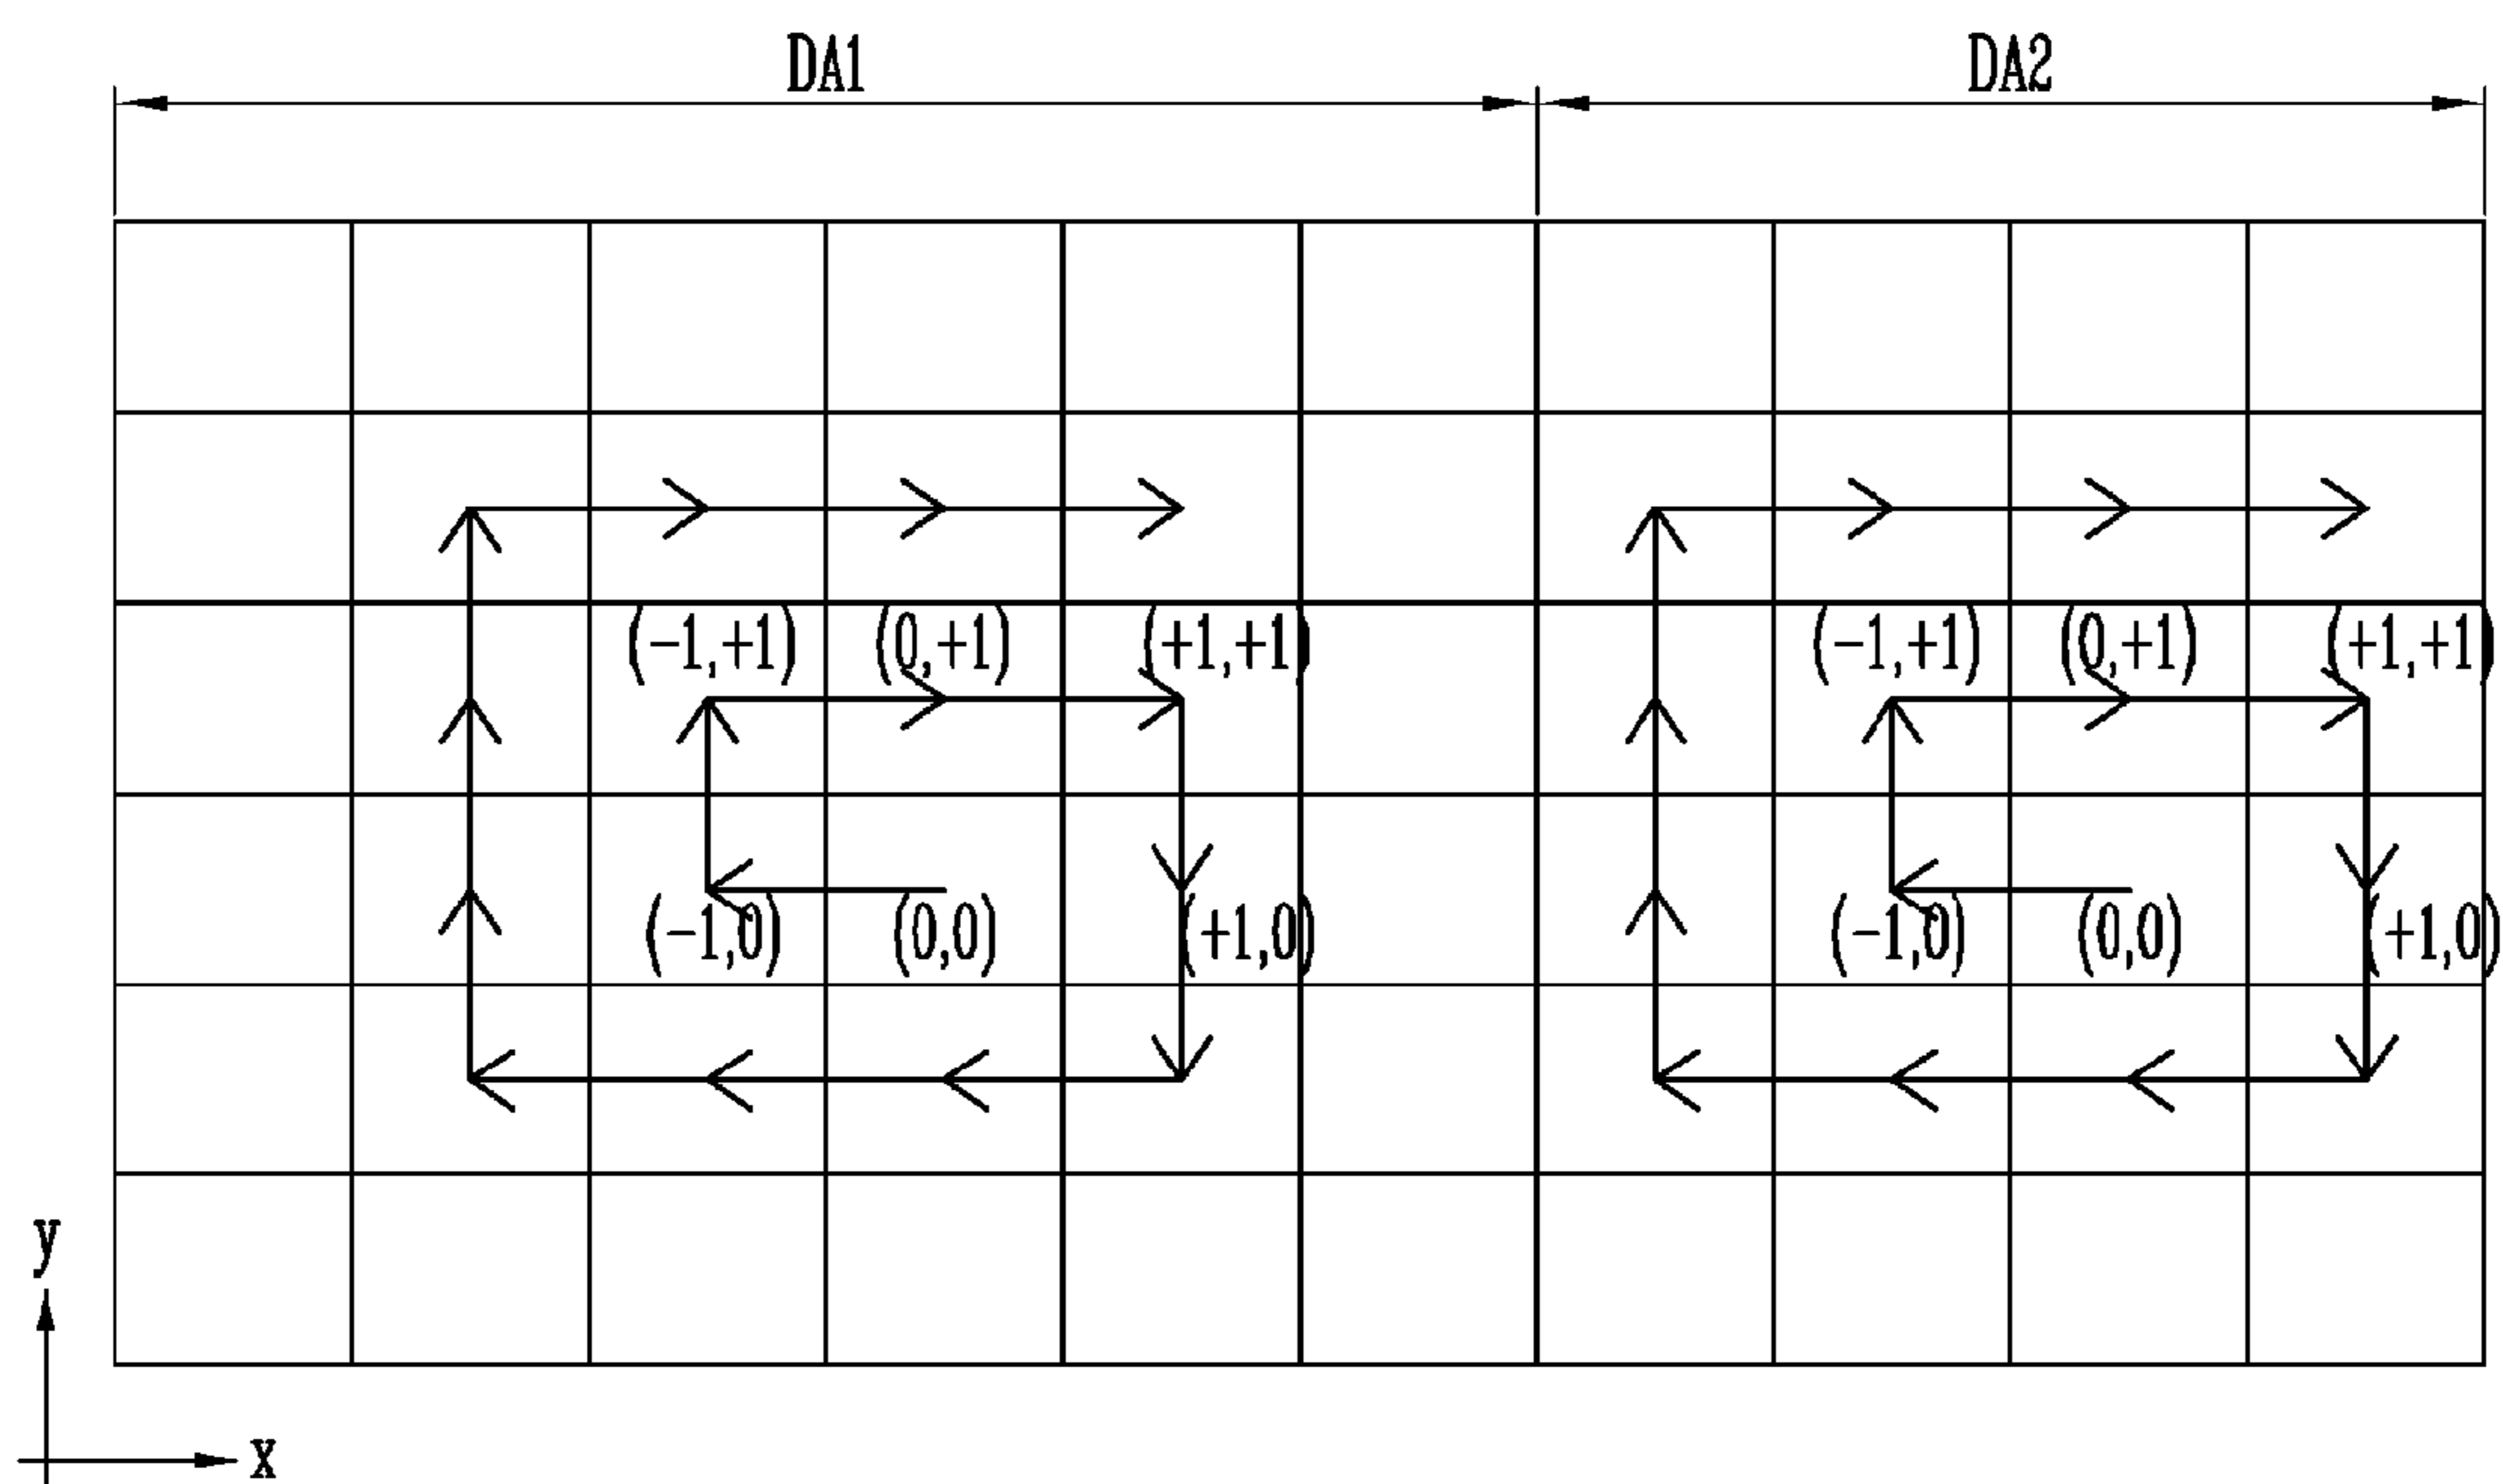 DA1 DA2
(-1,+1) (0,+1) (+1,+1) (-1,+1) (0,+1) (+1,+1)
(-1,0) (0,0) (+1,0) (-1,0) (0,0) (+1,0)
y
x